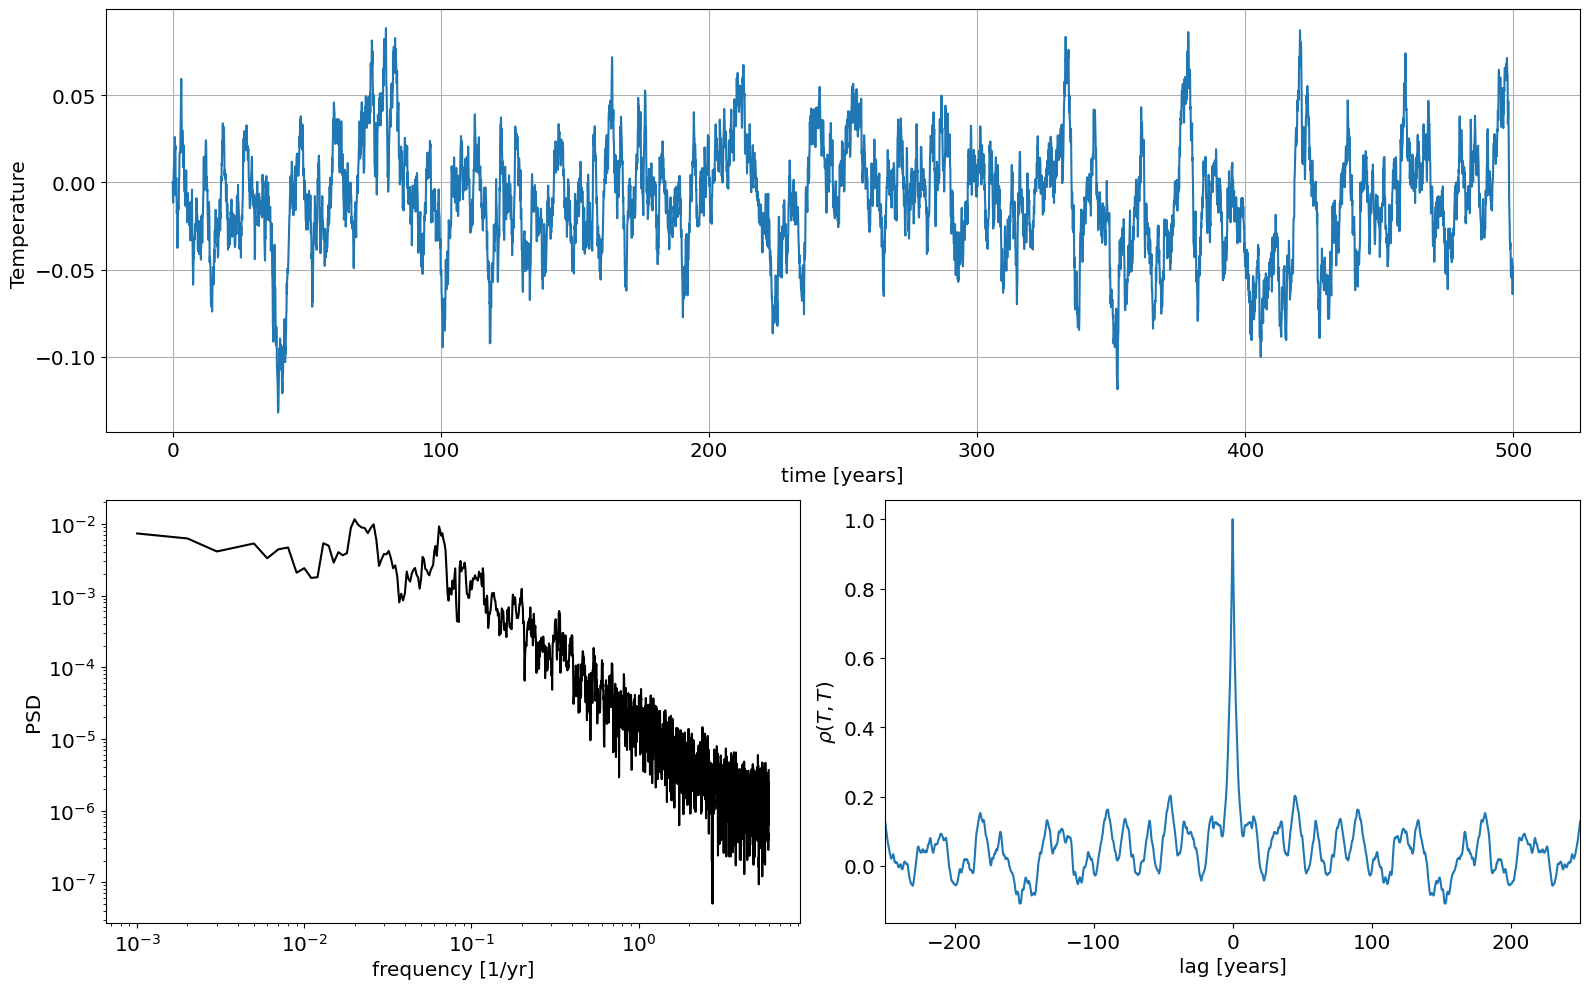 Temperature
0.05
0.00
−0.05
−0.10
0 100 200 300 400 500
time [years]
PSD
10⁻²
10⁻³
10⁻⁴
10⁻⁵
10⁻⁶
10⁻⁷
10⁻³ 10⁻² 10⁻¹ 10⁰
frequency [1/yr]
ρ(T, T)
1.0
0.8
0.6
0.4
0.2
0.0
−200 −100 0 100 200
lag [years]